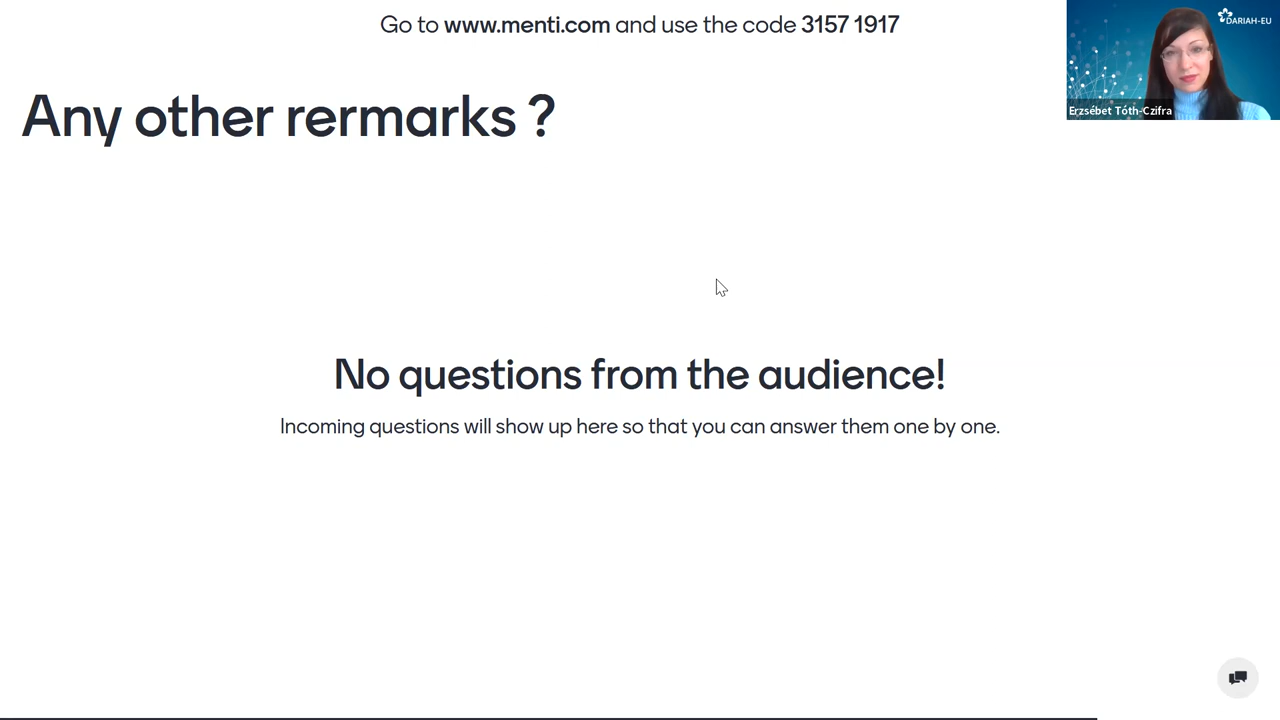 Go to www.menti.com and use the code 3157 1917
DARIAH-EU
Any other rermarks ?
Erzsébet Tóth-Czifra
No questions from the audience!
Incoming questions will show up here so that you can answer them one by one.